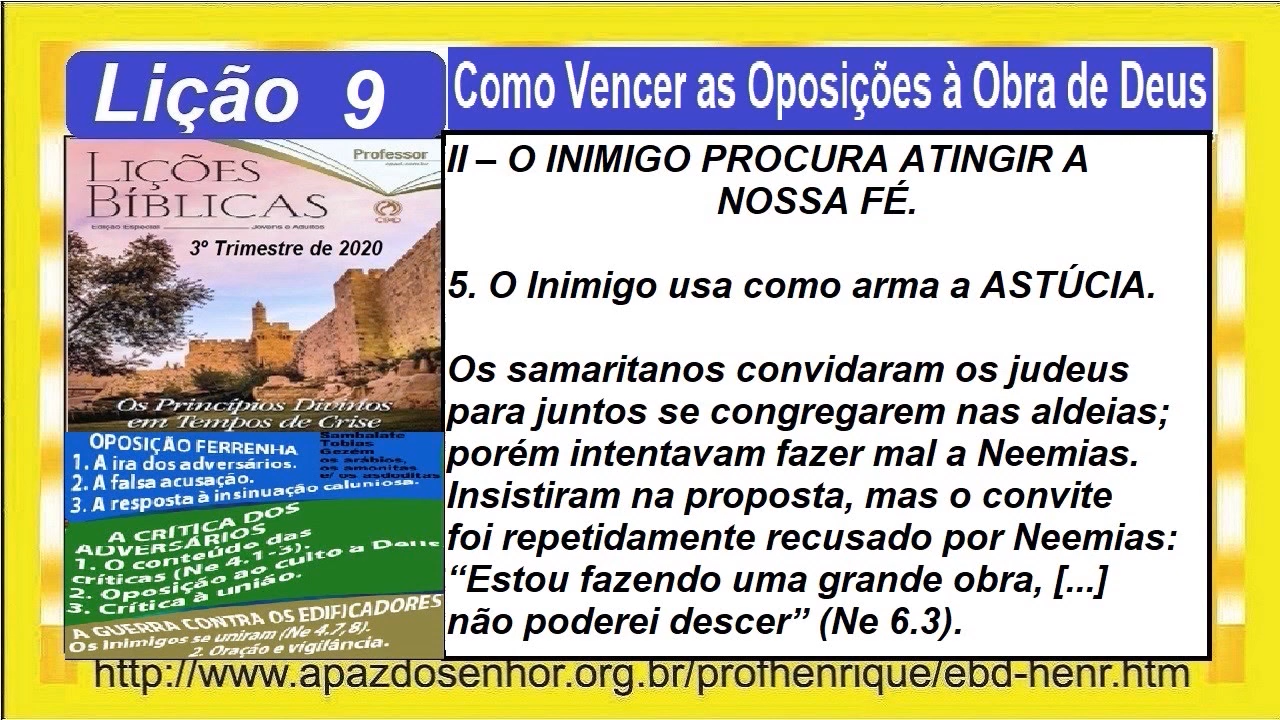 Lição 9
Como Vencer as Oposições à Obra de Deus
Professor
LIÇÕES
BÍBLICAS
Edição Especial
Jovens e Adultos
3º Trimestre de 2020
Os Princípios Divinos
em Tempos de Crise
OPOSIÇÃO FERRENHA
1. A ira dos adversários.
2. A falsa acusação.
3. A resposta à insinuação caluniosa.
Sambalate
Tobias
Gezém
os arábios,
os amonitas
e/ os asdoditas
A CRÍTICA DOS
ADVERSÁRIOS
1. O conteúdo das
críticas (Ne 4.1-3).
2. Oposição ao culto a
3. Crítica à união.
A GUERRA CONTRA OS EDIFICADORES
Os Inimigos se uniram (Ne 4.7,8).
2. Oração e vigilância.
II – O INIMIGO PROCURA ATINGIR A
NOSSA FÉ.
5. O Inimigo usa como arma a ASTÚCIA.
Os samaritanos convidaram os judeus
para juntos se congregarem nas aldeias;
porém intentavam fazer mal a Neemias.
Insistiram na proposta, mas o convite
foi repetidamente recusado por Neemias:
“Estou fazendo uma grande obra, [...]
não poderei descer” (Ne 6.3).
http://www.apazdosenhor.org.br/profhenrique/ebd-henr.htm